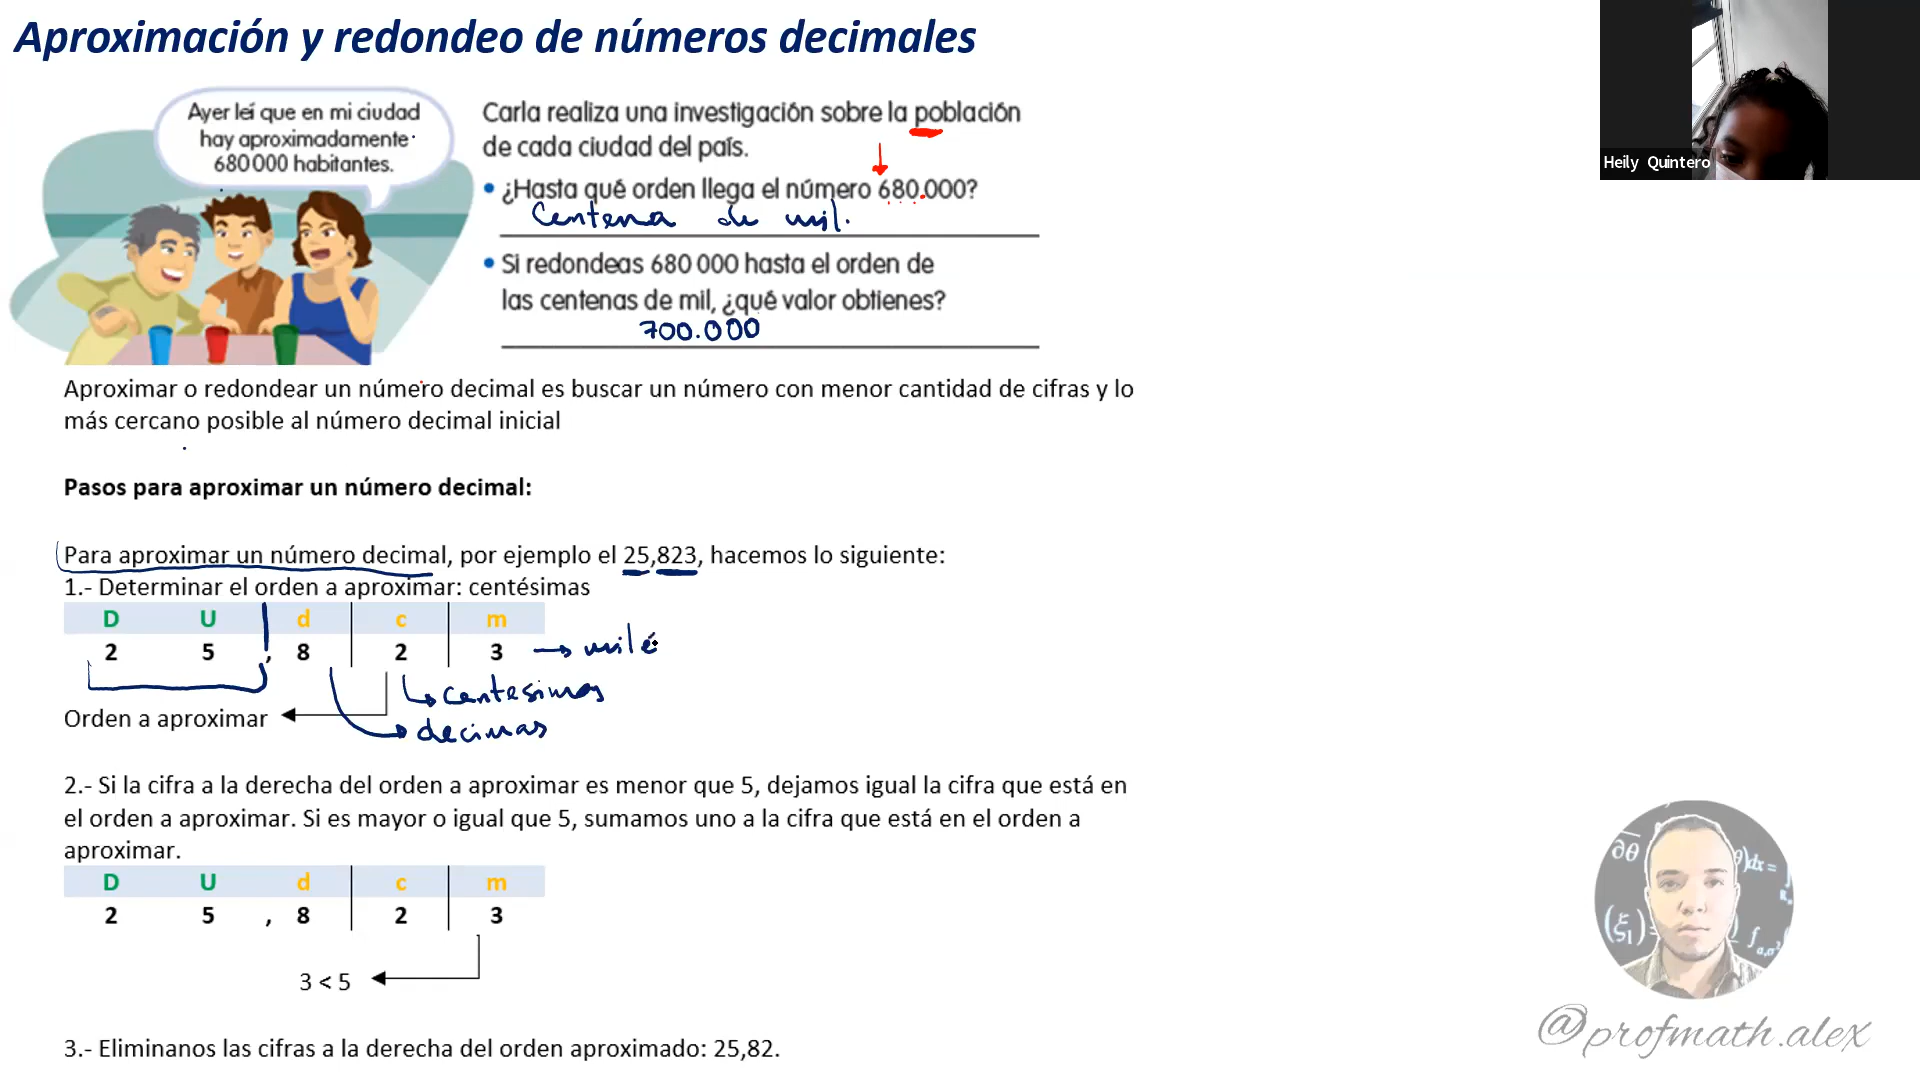 Aproximación y redondeo de números decimales
Ayer leí que en mi ciudad
hay aproximadamente
680 000 habitantes.
Carla realiza una investigación sobre la población
de cada ciudad del país.
• ¿Hasta qué orden llega el número 680.000?
Centena de mil.
• Si redondeas 680 000 hasta el orden de
las centenas de mil, ¿qué valor obtienes?
700.000
Aproximar o redondear un número decimal es buscar un número con menor cantidad de cifras y lo
más cercano posible al número decimal inicial
Pasos para aproximar un número decimal:
Para aproximar un número decimal, por ejemplo el 25,823, hacemos lo siguiente:
1.- Determinar el orden a aproximar: centésimas
D U d c m
2 5 , 8 2 3 → milé
centesimas
Orden a aproximar
decimas
2.- Si la cifra a la derecha del orden a aproximar es menor que 5, dejamos igual la cifra que está en
el orden a aproximar. Si es mayor o igual que 5, sumamos uno a la cifra que está en el orden a
aproximar.
D U d c m
2 5 , 8 2 3
3 < 5
3.- Eliminanos las cifras a la derecha del orden aproximado: 25,82.
Heily Quintero
@profmath.alex